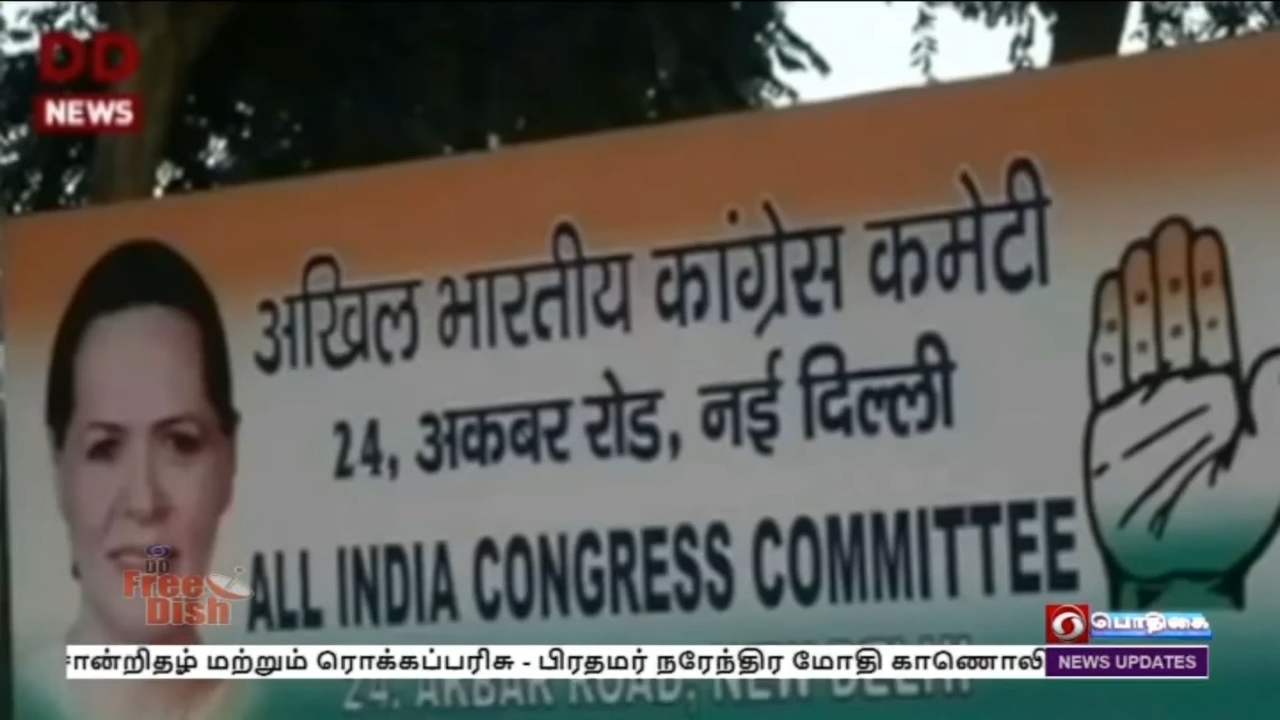 DD
NEWS
अखिल भारतीय कांग्रेस कमेटी
24, अकबर रोड, नई दिल्ली
ALL INDIA CONGRESS COMMITTEE
DD
Free
Dish
பொதிகை
சான்றிதழ் மற்றும் ரொக்கப்பரிசு - பிரதமர் நரேந்திர மோதி காணொலி
NEWS UPDATES
24, AKBAR ROAD, NEW DELHI